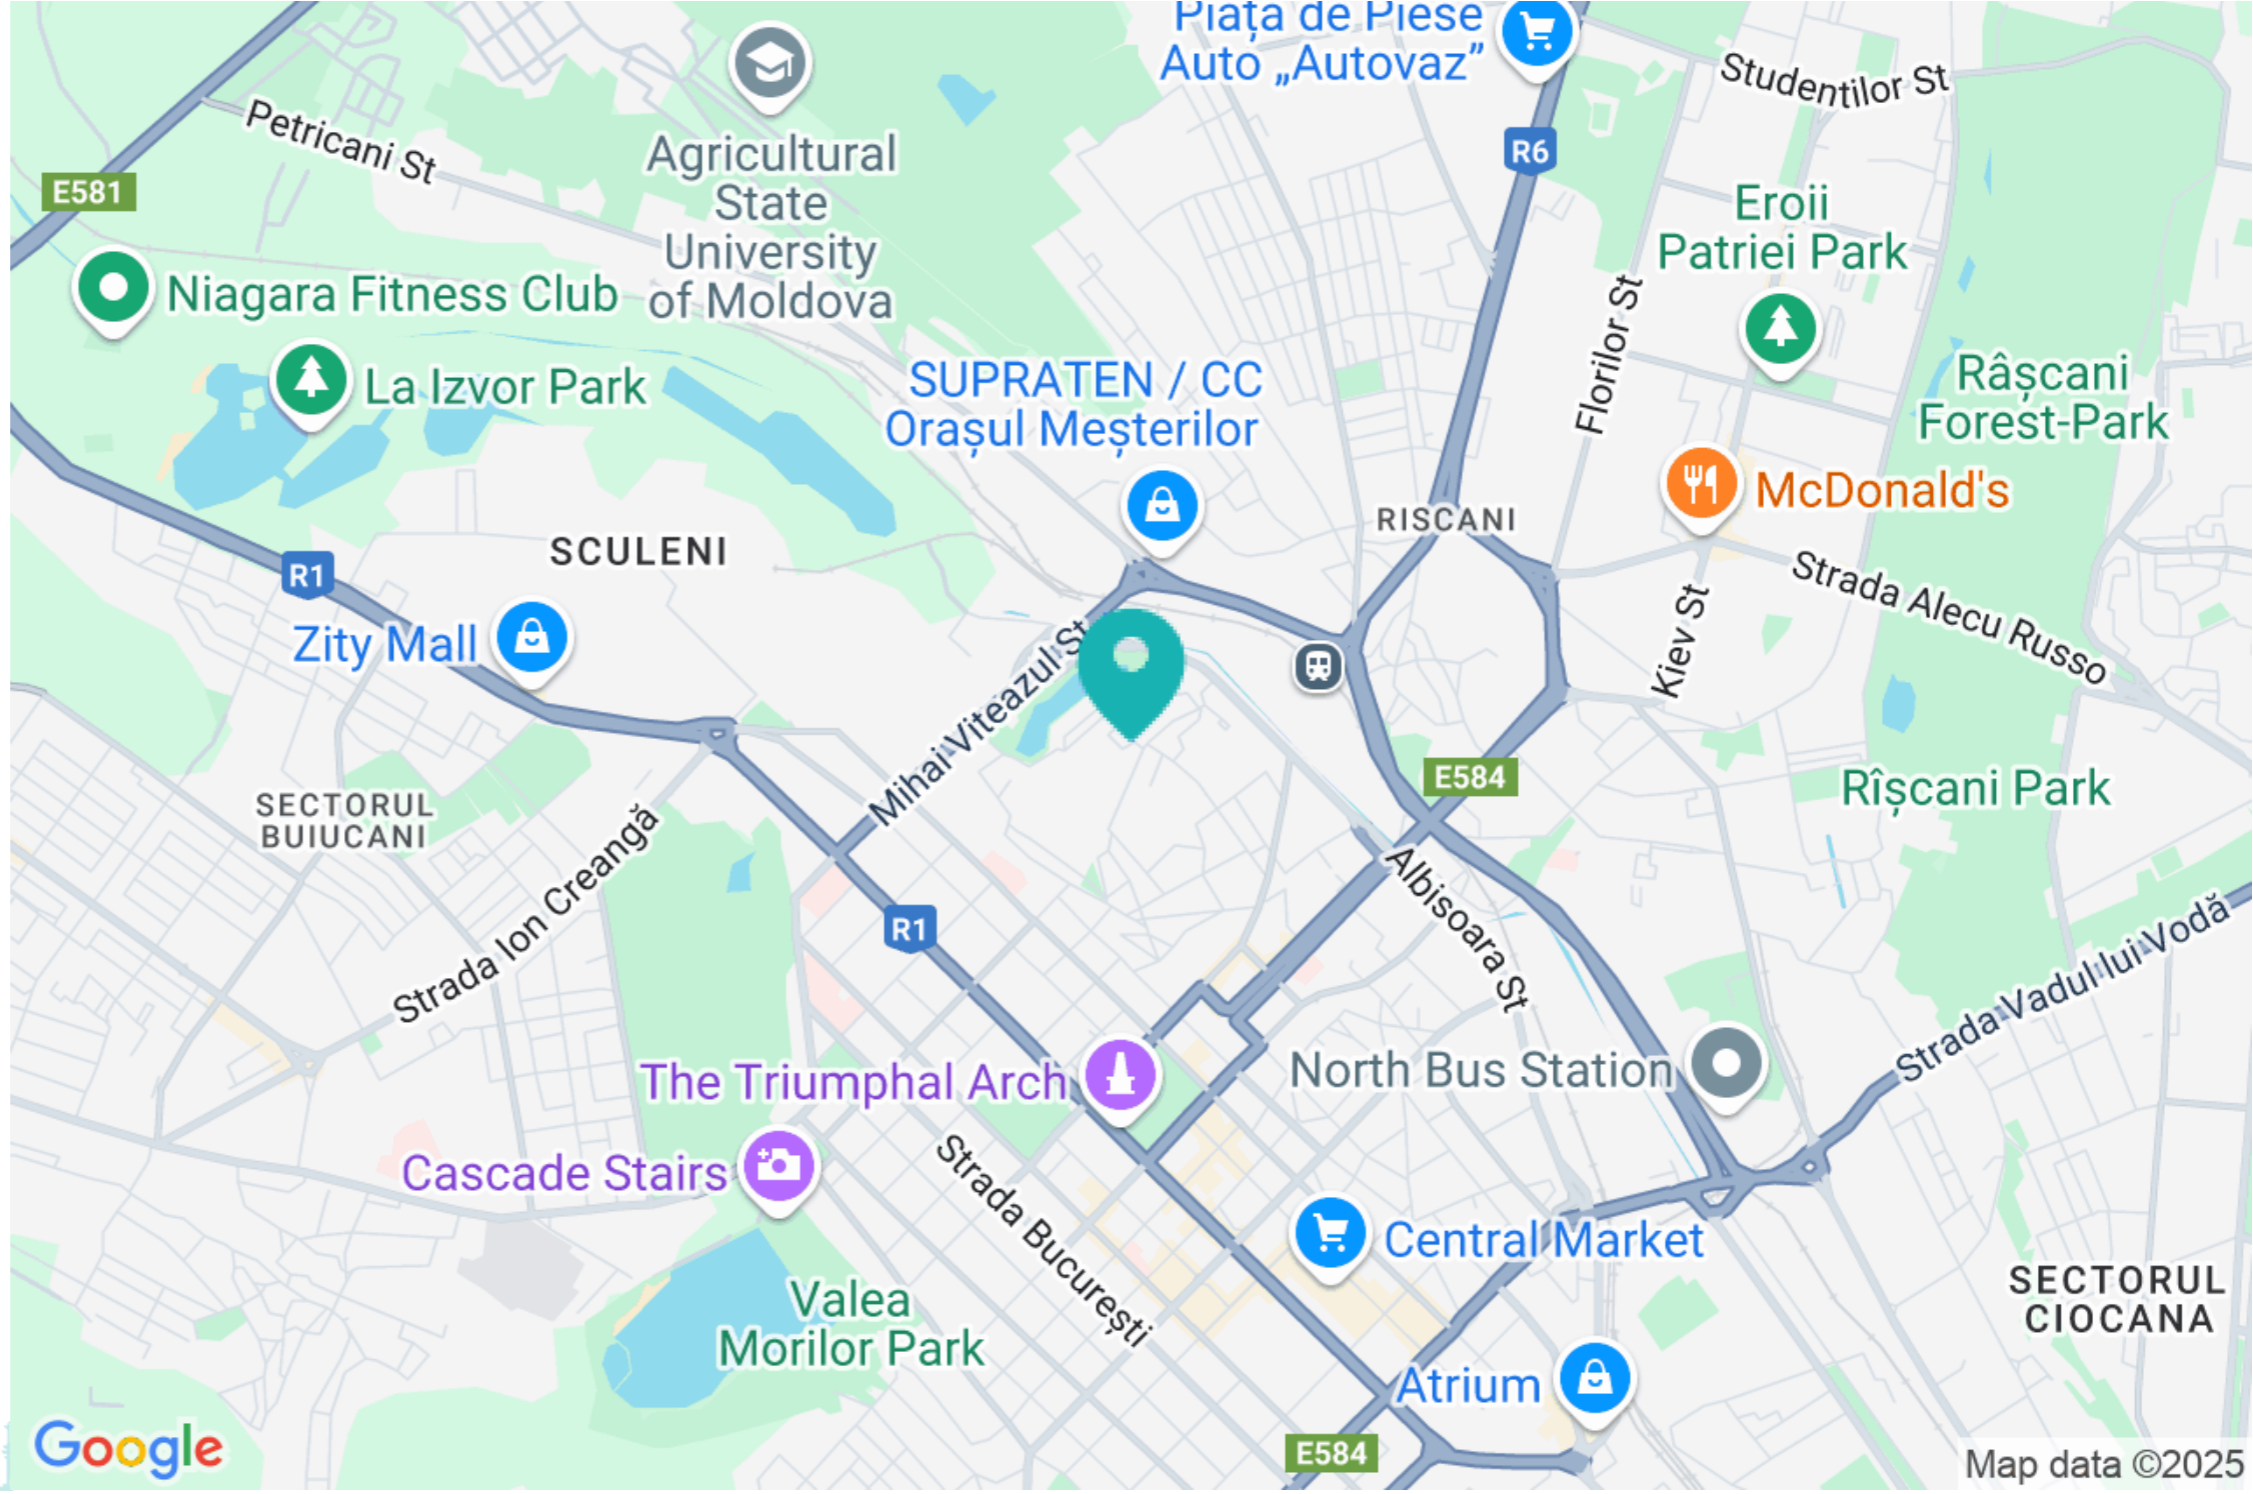 Piața de Piese
Auto „Autovaz”
Studentilor St
Petricani St
Agricultural
State
University
of Moldova
R6
E581
Eroii
Patriei Park
Niagara Fitness Club
Florilor St
La Izvor Park
SUPRATEN / CC
Orașul Meșterilor
Râșcani
Forest-Park
McDonald's
RISCANI
SCULENI
R1
Strada Alecu Russo
Zity Mall
Kiev St
Mihai Viteazul St
E584
Rîșcani Park
SECTORUL
BUIUCANI
Strada Ion Creangă
Albisoara St
R1
Strada Vadul lui Vodă
The Triumphal Arch
North Bus Station
Cascade Stairs
Strada București
Central Market
Valea
Morilor Park
SECTORUL
CIOCANA
Atrium
Google
E584
Map data ©2025